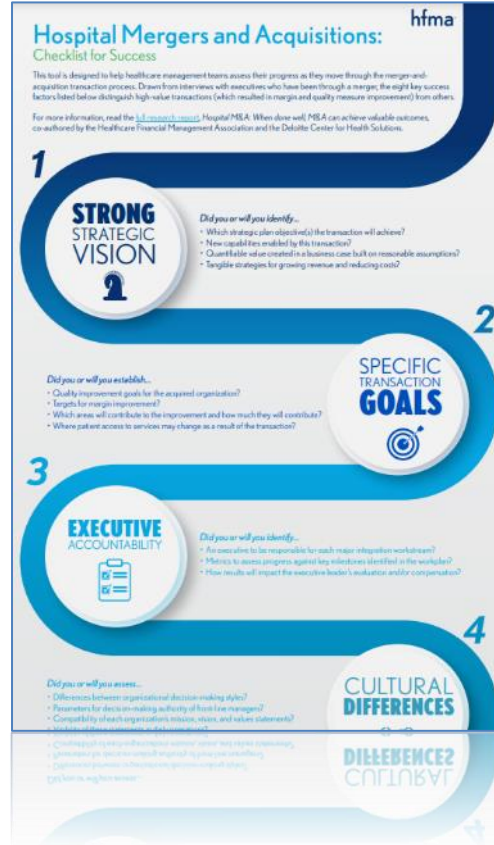 hfma
Hospital Mergers and Acquisitions:
Checklist for Success
This tool is designed to help healthcare management teams assess their progress as they move through the merger-and-
acquisition transaction process. Drawn from interviews with executives who have been through a merger, the eight key success
factors listed below distinguish high-value transactions (which resulted in margin and quality measure improvement) from others.
For more information, read the full research report, Hospital M&A: When done well, M&A can achieve valuable outcomes,
co-authored by the Healthcare Financial Management Association and the Deloitte Center for Health Solutions.
1
STRONG
STRATEGIC
VISION
Did you or will you identify...
• Which strategic plan objective(s) the transaction will achieve?
• New capabilities enabled by this transaction?
• Quantifiable value created in a business case built on reasonable assumptions?
• Tangible strategies for growing revenue and reducing costs?
2
SPECIFIC
TRANSACTION
GOALS
Did you or will you establish...
• Quality improvement goals for the acquired organization?
• Targets for margin improvement?
• Which areas will contribute to the improvement and how much they will contribute?
• Where patient access to services may change as a result of the transaction?
3
EXECUTIVE
ACCOUNTABILITY
Did you or will you identify...
• An executive to be responsible for each major integration workstream?
• Metrics to assess progress against key milestones identified in the workplan?
• How results will impact the executive leader's evaluation and/or compensation?
4
CULTURAL
DIFFERENCES
Did you or will you assess...
• Differences between organizational decision-making styles?
• Parameters for decision-making authority of front-line managers?
• Compatibility of each organization's mission, vision, and values statements?